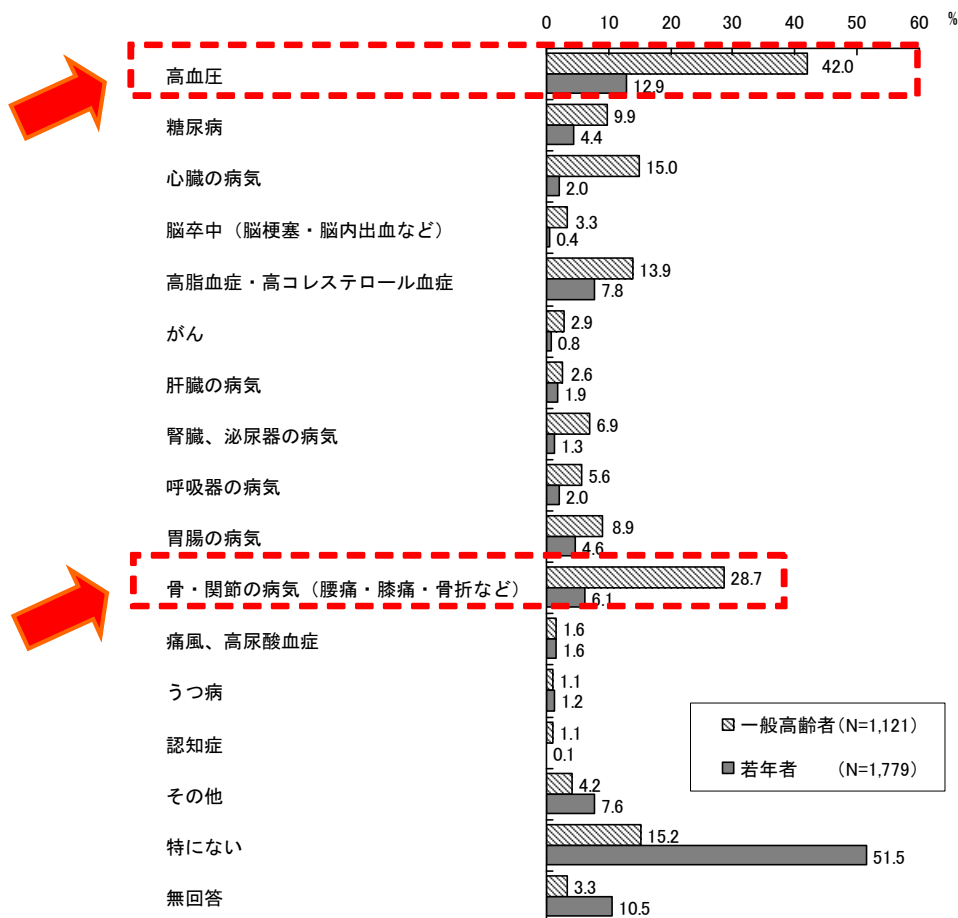 0 10 20 30 40 50 60 %
高血圧 42.0
12.9
糖尿病 9.9
4.4
心臓の病気 15.0
2.0
脳卒中（脳梗塞・脳内出血など） 3.3
0.4
高脂血症・高コレステロール血症 13.9
7.8
がん 2.9
0.8
肝臓の病気 2.6
1.9
腎臓、泌尿器の病気 6.9
1.3
呼吸器の病気 5.6
2.0
胃腸の病気 8.9
4.6
骨・関節の病気（腰痛・膝痛・骨折など） 28.7
6.1
痛風、高尿酸血症 1.6
1.6
うつ病 1.1
1.2
認知症 1.1
0.1
その他 4.2
7.6
特にない 15.2
51.5
無回答 3.3
10.5
一般高齢者（N=1,121）
若年者 （N=1,779）